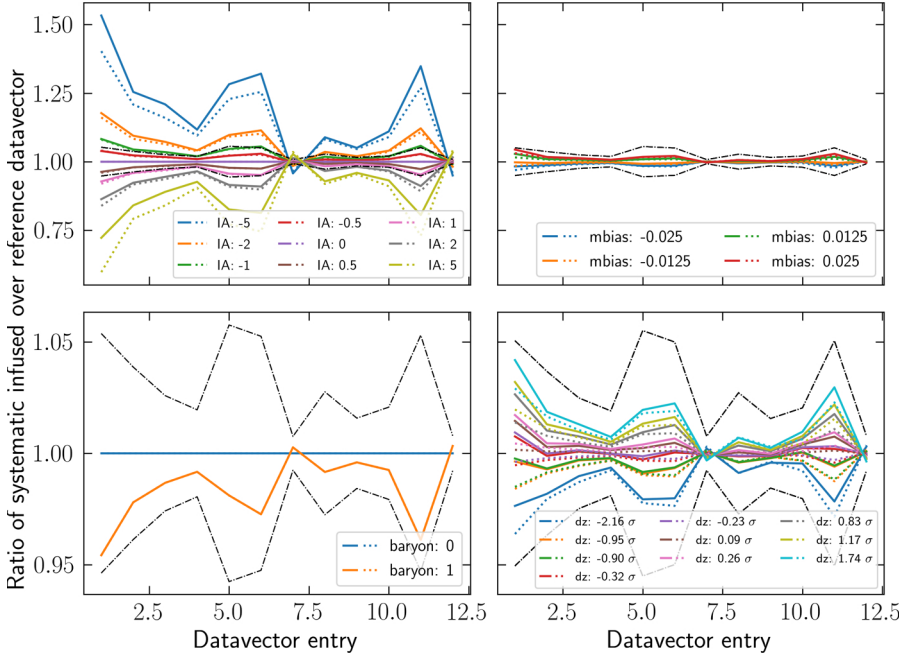 Ratio of systematic infused over reference datavector
1.50
1.25
1.00
0.75
IA: -5
IA: -2
IA: -1
IA: -0.5
IA: 0
IA: 0.5
IA: 1
IA: 2
IA: 5
mbias: -0.025
mbias: -0.0125
mbias: 0.0125
mbias: 0.025
1.05
1.00
0.95
baryon: 0
baryon: 1
2.5 5.0 7.5 10.0 12.5
Datavector entry
dz: -2.16 σ
dz: -0.95 σ
dz: -0.90 σ
dz: -0.32 σ
dz: -0.23 σ
dz: 0.09 σ
dz: 0.26 σ
dz: 0.83 σ
dz: 1.17 σ
dz: 1.74 σ
2.5 5.0 7.5 10.0 12.5
Datavector entry